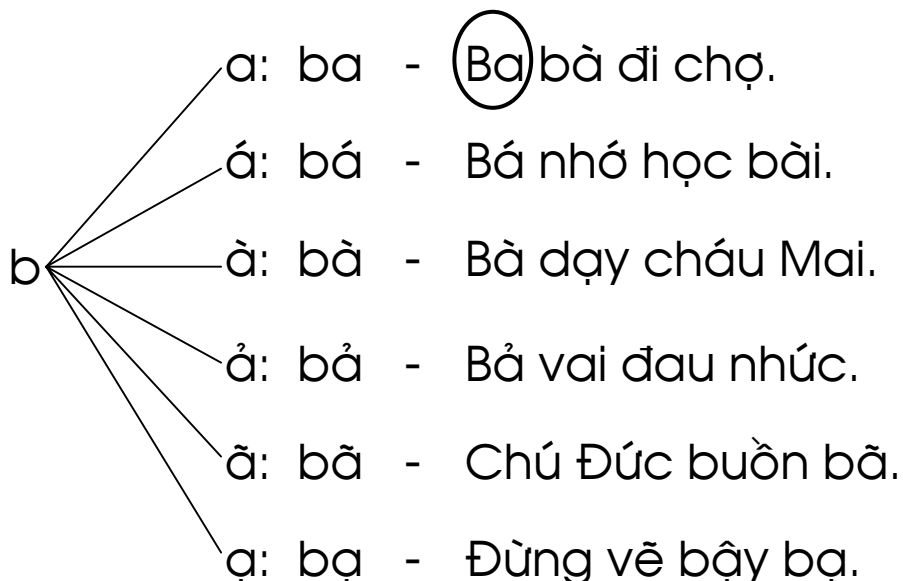 a: ba - Ba bà đi chợ.
á: bá - Bá nhớ học bài.
b à: bà - Bà dạy cháu Mai.
ả: bả - Bả vai đau nhức.
ã: bã - Chú Đức buồn bã.
ạ: bạ - Đừng vẽ bậy bạ.